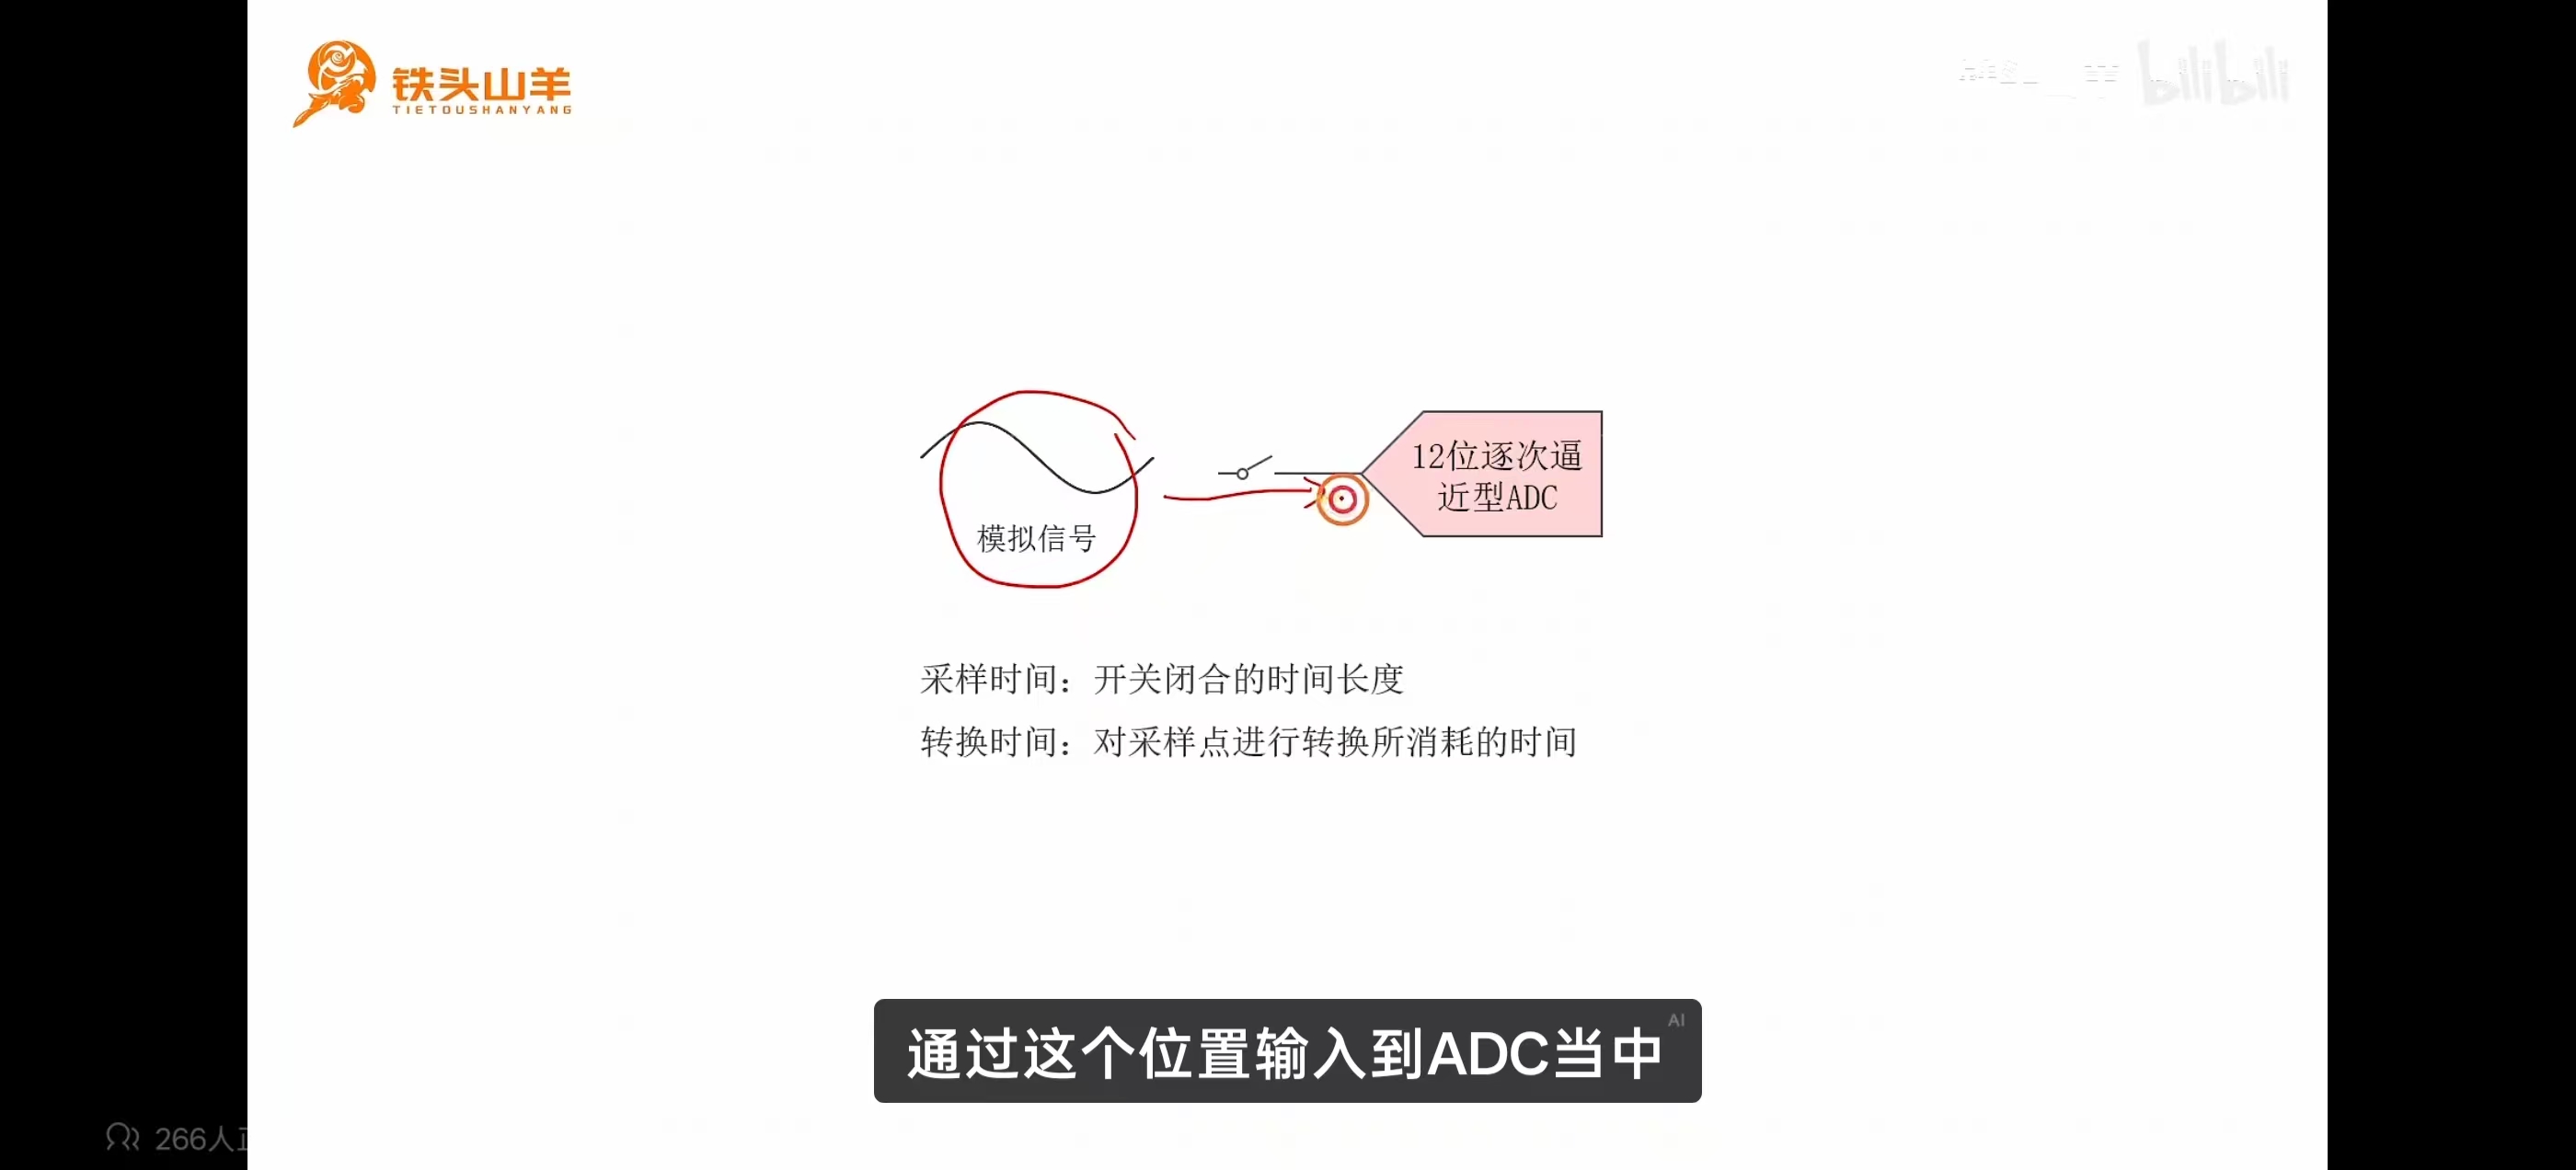 铁头山羊
TIETOUSHANYANG
bilibili
模拟信号
12位逐次逼
近型ADC
采样时间：开关闭合的时间长度
转换时间：对采样点进行转换所消耗的时间
通过这个位置输入到ADC当中
AI
266人